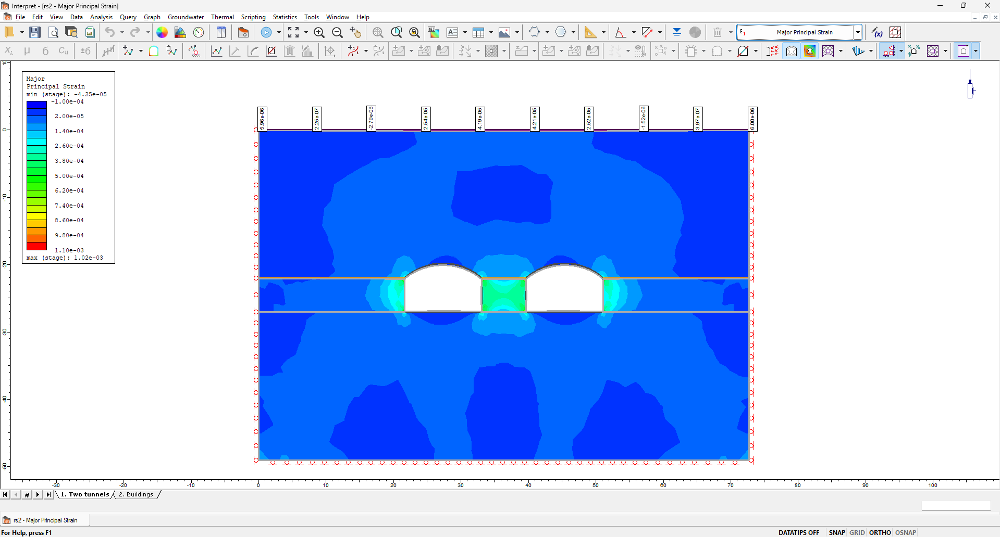 Interpret - [rs2 - Major Principal Strain]
File Edit View Data Analysis Query Graph Groundwater Thermal Scripting Statistics Tools Window Help
ε1 Major Principal Strain
Major
Principal Strain
min (stage): -4.25e-05
-1.00e-04
2.00e-05
1.40e-04
2.60e-04
3.80e-04
5.00e-04
6.20e-04
7.40e-04
8.60e-04
9.80e-04
1.10e-03
max (stage): 1.02e-03
5.96e-06 2.25e-07 -2.79e-06 2.54e-05 4.19e-05 4.21e-05 2.52e-05 -1.52e-06 3.97e-07 6.00e-06
10
0
-10
-20
-30
-40
-50
-30 -20 -10 0 10 20 30 40 50 60 70 80 90 100
# 1. Two tunnels 2. Buildings
rs2 - Major Principal Strain
For Help, press F1 DATATIPS OFF SNAP GRID ORTHO OSNAP